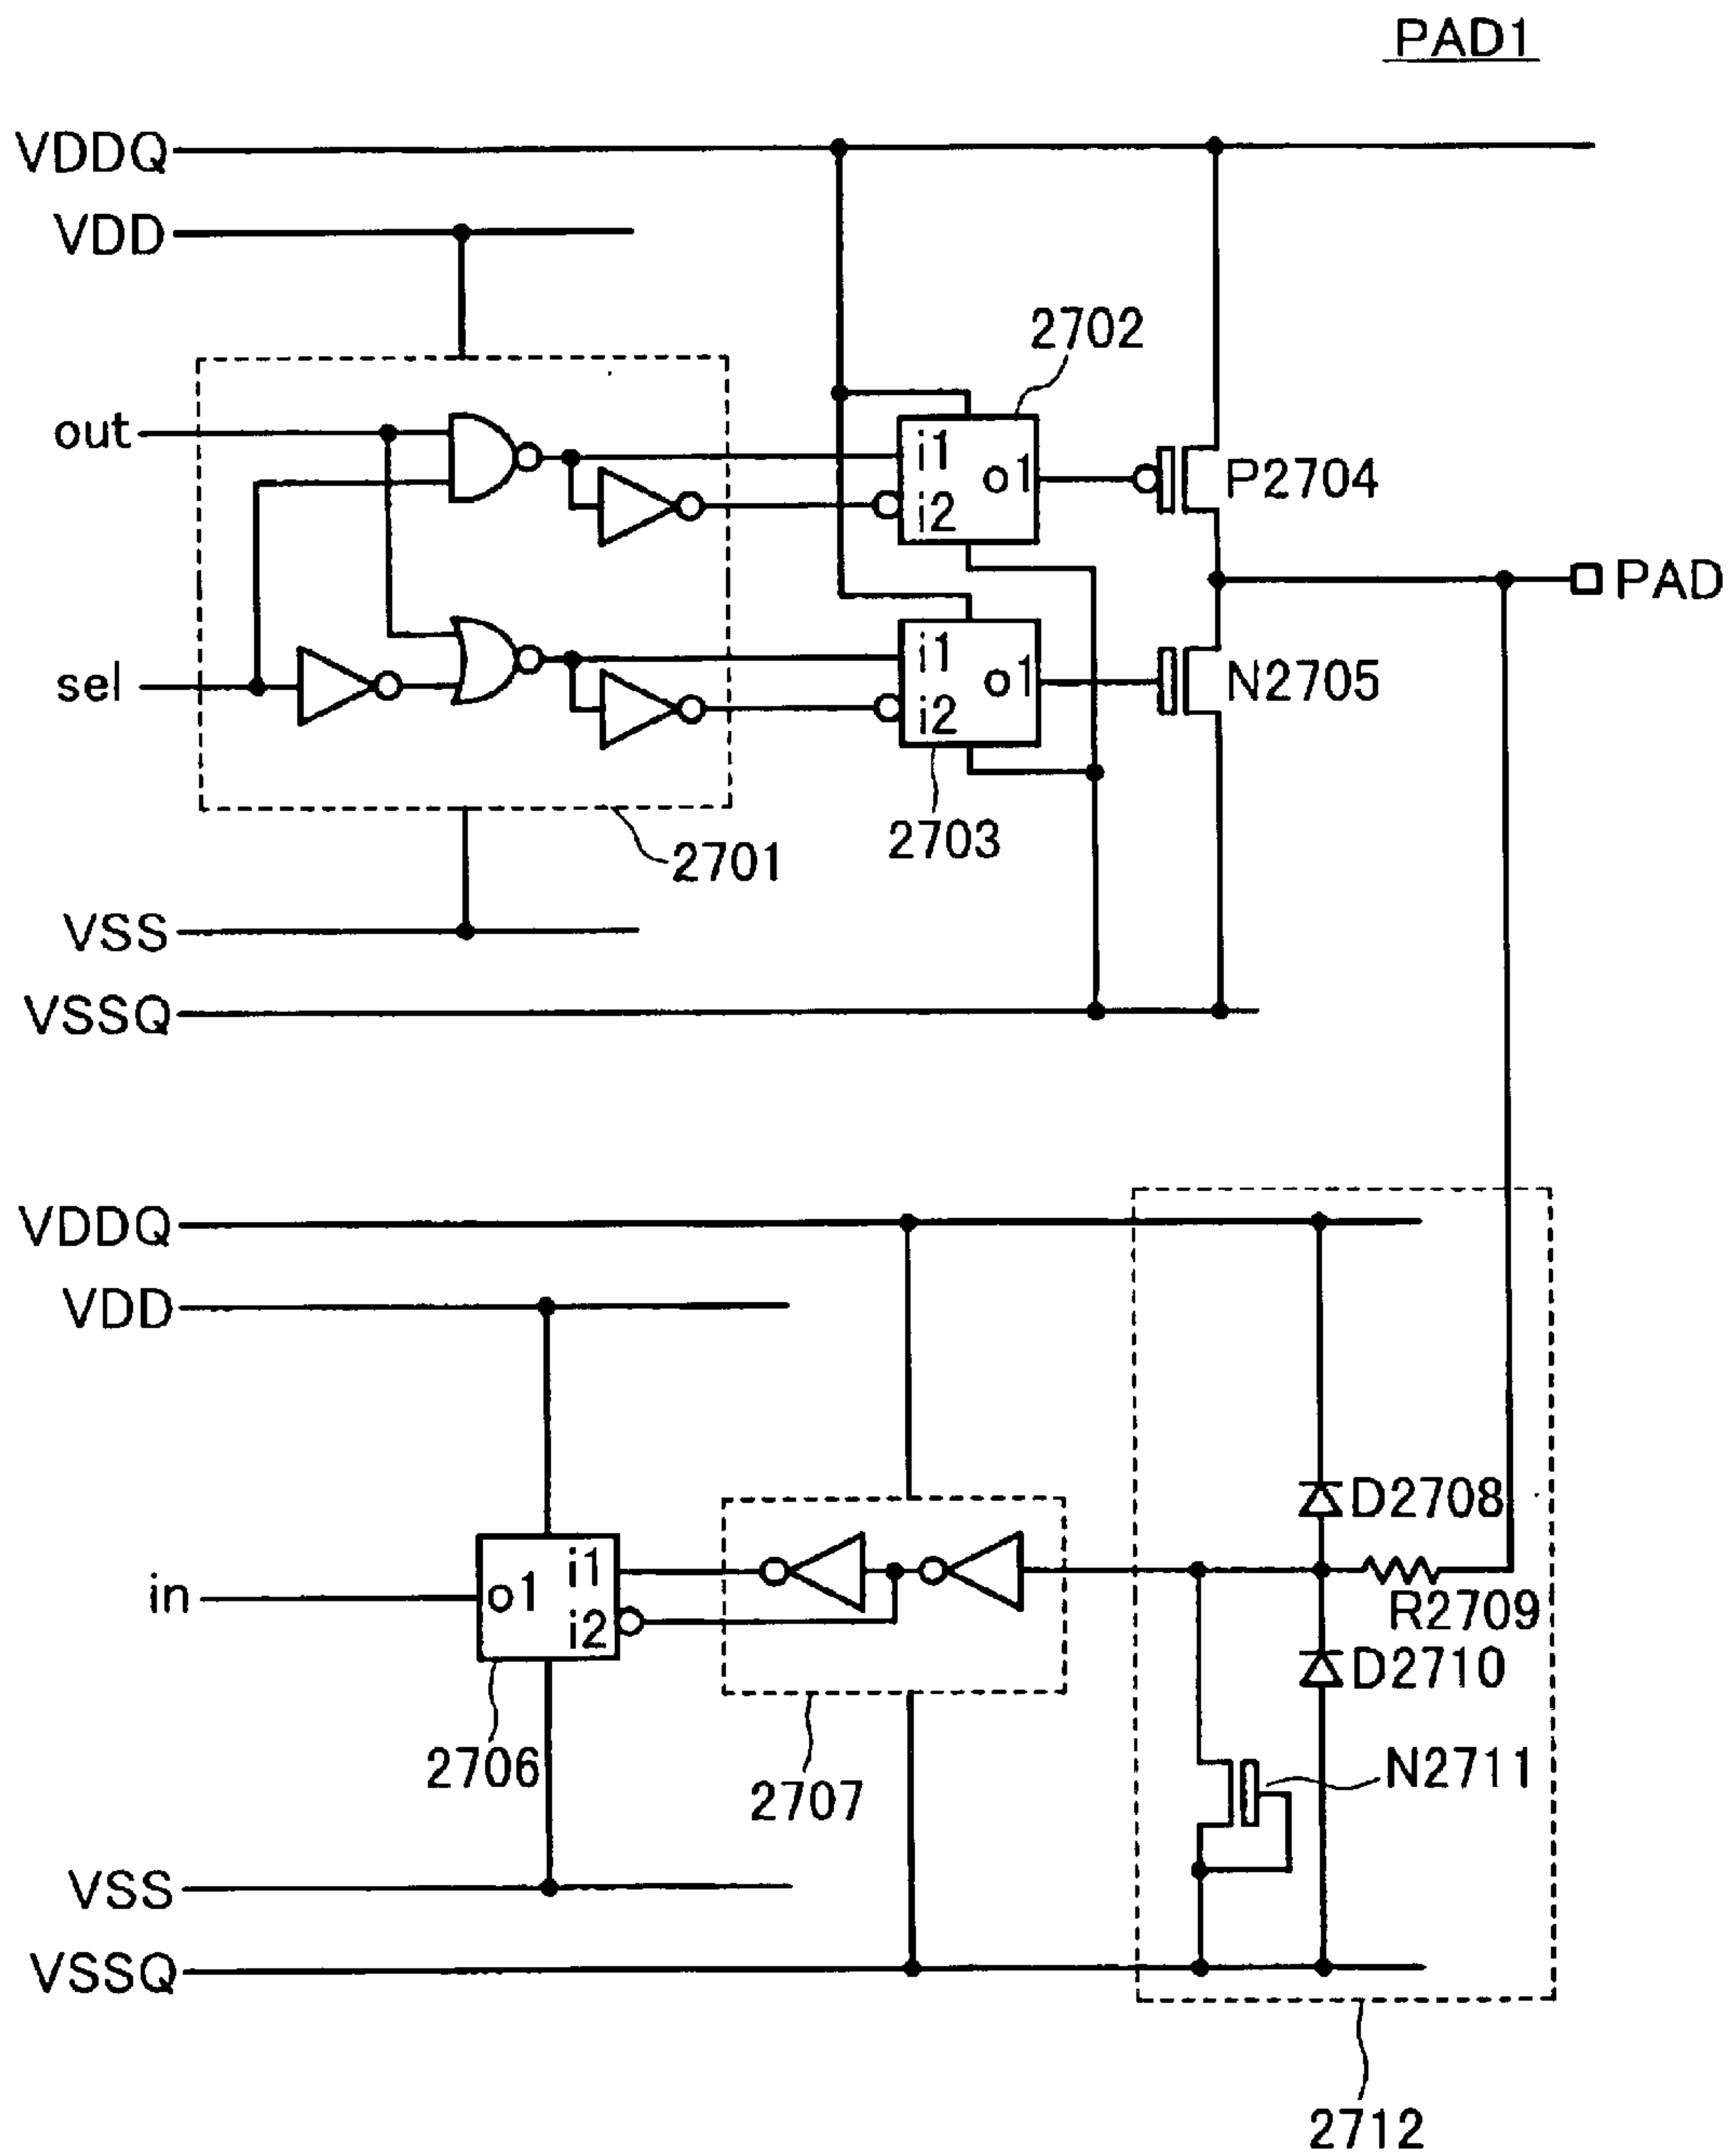 PAD1
VDDQ
VDD
2702
out
i1
o1
i2
P2704
PAD
sel
i1
o1
i2
N2705
2703
2701
VSS
VSSQ
VDDQ
VDD
D2708
in
o1
i1
i2
R2709
D2710
2706
2707
N2711
VSS
VSSQ
2712